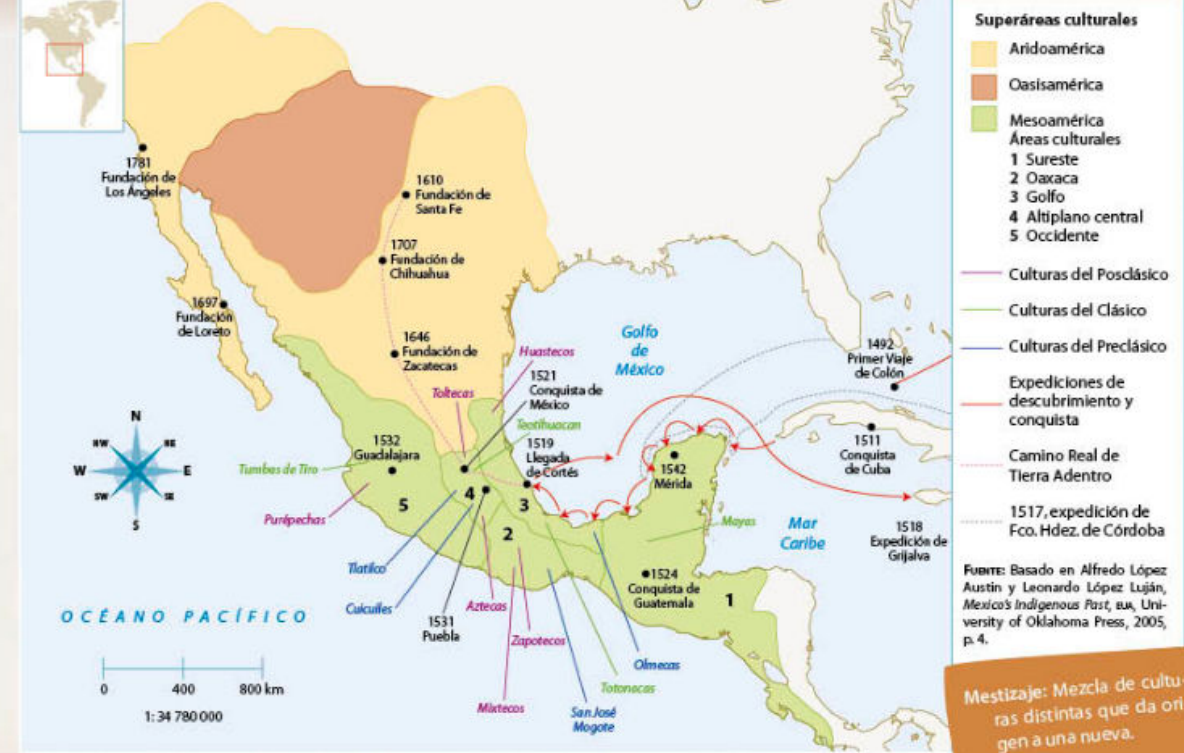 Superáreas culturales
Aridoamérica
Oasisamérica
Mesoamérica
Áreas culturales
1 Sureste
2 Oaxaca
3 Golfo
4 Altiplano central
5 Occidente
Culturas del Posclásico
Culturas del Clásico
Culturas del Preclásico
Expediciones de
descubrimiento y
conquista
Camino Real de
Tierra Adentro
1517, expedición de
Fco. Hdez. de Córdoba
FUENTE: Basado en Alfredo López
Austin y Leonardo López Luján,
Mexico's Indigenous Past, EUA, Uni-
versity of Oklahoma Press, 2005,
p. 4.
Mestizaje: Mezcla de cultu-
ras distintas que da ori-
gen a una nueva.
1781
Fundación de
Los Ángeles
1610
Fundación de
Santa Fe
1707
Fundación de
Chihuahua
1697
Fundación
de Loreto
1646
Fundación de
Zacatecas
Huastecos
Toltecas
1521
Conquista de
México
Teotihuacan
1519
Llegada
de Cortés
Golfo
de
México
1492
Primer Viaje
de Colón
1511
Conquista
de Cuba
1542
Mérida
1532
Guadalajara
Tumbas de Tiro
Purépechas
5
4
3
2
1
Mayas
Mar
Caribe
1518
Expedición de
Grijalva
1524
Conquista de
Guatemala
Tlatilco
Cuicuiles
1531
Puebla
Aztecas
Zapotecos
Mixtecos
San José
Mogote
Totonacas
Olmecas
N
NE
E
SE
S
SW
W
NW
OCÉANO PACÍFICO
0 400 800 km
1: 34 780 000